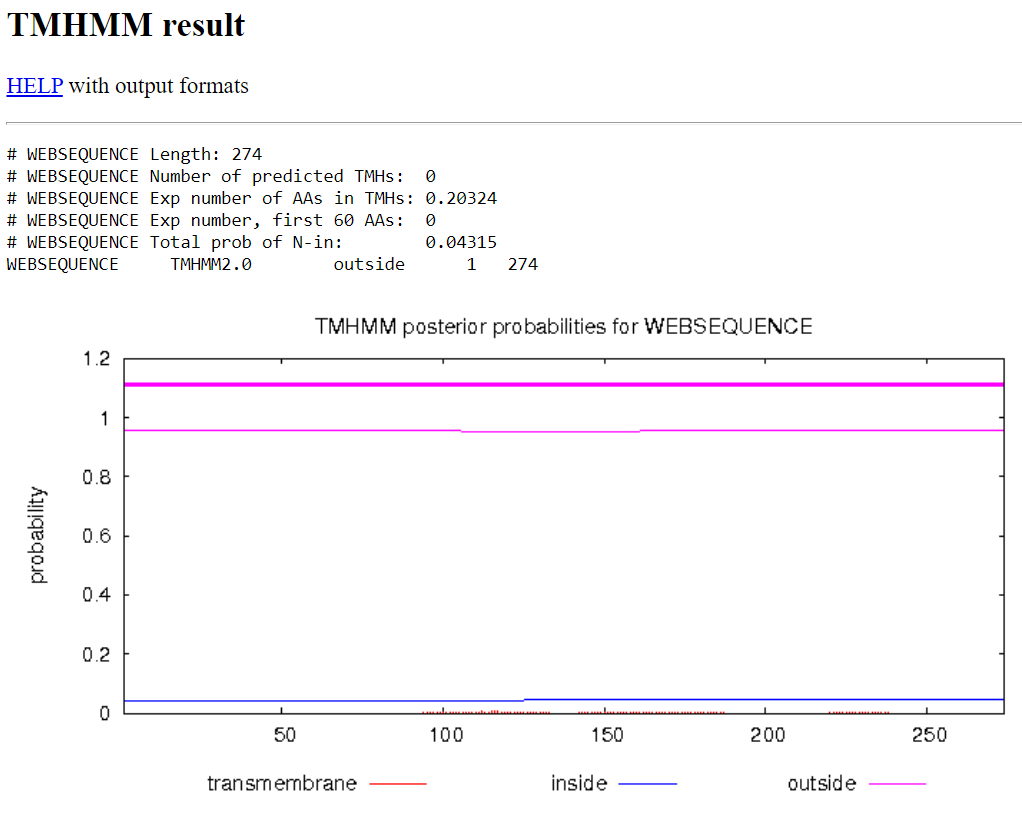 TMHMM result
HELP with output formats
# WEBSEQUENCE Length: 274
# WEBSEQUENCE Number of predicted TMHs:  0
# WEBSEQUENCE Exp number of AAs in TMHs: 0.20324
# WEBSEQUENCE Exp number, first 60 AAs:  0
# WEBSEQUENCE Total prob of N-in:        0.04315
WEBSEQUENCE     TMHMM2.0        outside      1   274
TMHMM posterior probabilities for WEBSEQUENCE
1.2
1
0.8
0.6
0.4
0.2
0
probability
50 100 150 200 250
transmembrane inside outside